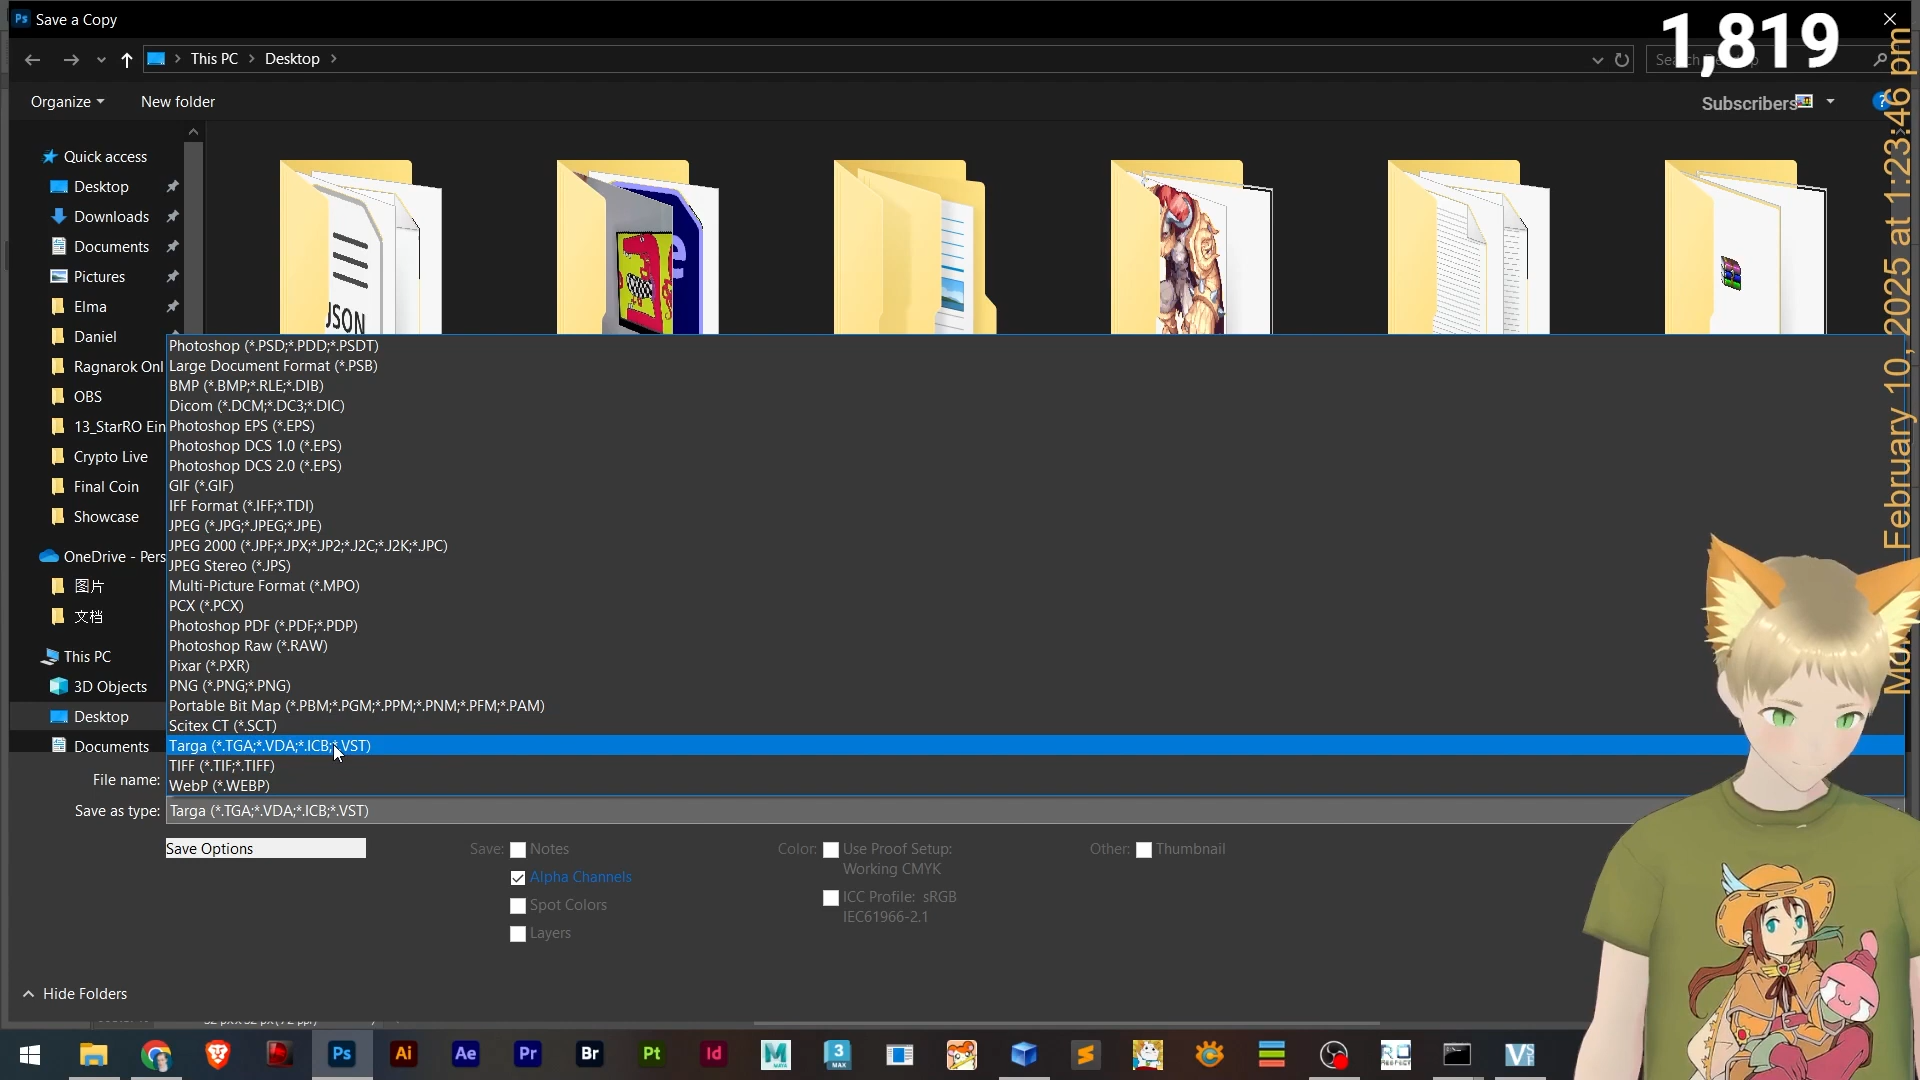 Ps Save a Copy
1,819
This PC > Desktop >
Organize
New folder
Subscribers
February 10, 2025 at 1:23:46 pm
Quick access
Desktop
Downloads
Documents
Pictures
Elma
Daniel
Ragnarok Onl
OBS
13_StarRO Ein
Crypto Live
Final Coin
Showcase
OneDrive - Pers
图片
文档
This PC
3D Objects
Desktop
Documents
JSON
e
Photoshop (*.PSD;*.PDD;*.PSDT)
Large Document Format (*.PSB)
BMP (*.BMP;*.RLE;*.DIB)
Dicom (*.DCM;*.DC3;*.DIC)
Photoshop EPS (*.EPS)
Photoshop DCS 1.0 (*.EPS)
Photoshop DCS 2.0 (*.EPS)
GIF (*.GIF)
IFF Format (*.IFF;*.TDI)
JPEG (*.JPG;*.JPEG;*.JPE)
JPEG 2000 (*.JPF;*.JPX;*.JP2;*.J2C;*.J2K;*.JPC)
JPEG Stereo (*.JPS)
Multi-Picture Format (*.MPO)
PCX (*.PCX)
Photoshop PDF (*.PDF;*.PDP)
Photoshop Raw (*.RAW)
Pixar (*.PXR)
PNG (*.PNG;*.PNG)
Portable Bit Map (*.PBM;*.PGM;*.PPM;*.PNM;*.PFM;*.PAM)
Scitex CT (*.SCT)
Targa (*.TGA;*.VDA;*.ICB;*.VST)
TIFF (*.TIF;*.TIFF)
WebP (*.WEBP)
File name:
Save as type: Targa (*.TGA;*.VDA;*.ICB;*.VST)
Save Options
Save: Notes
Alpha Channels
Spot Colors
Layers
Color: Use Proof Setup:
Working CMYK
ICC Profile: sRGB
IEC61966-2.1
Other: Thumbnail
Hide Folders
Ps Ai Ae Pr Br Pt Id M 3 MAX